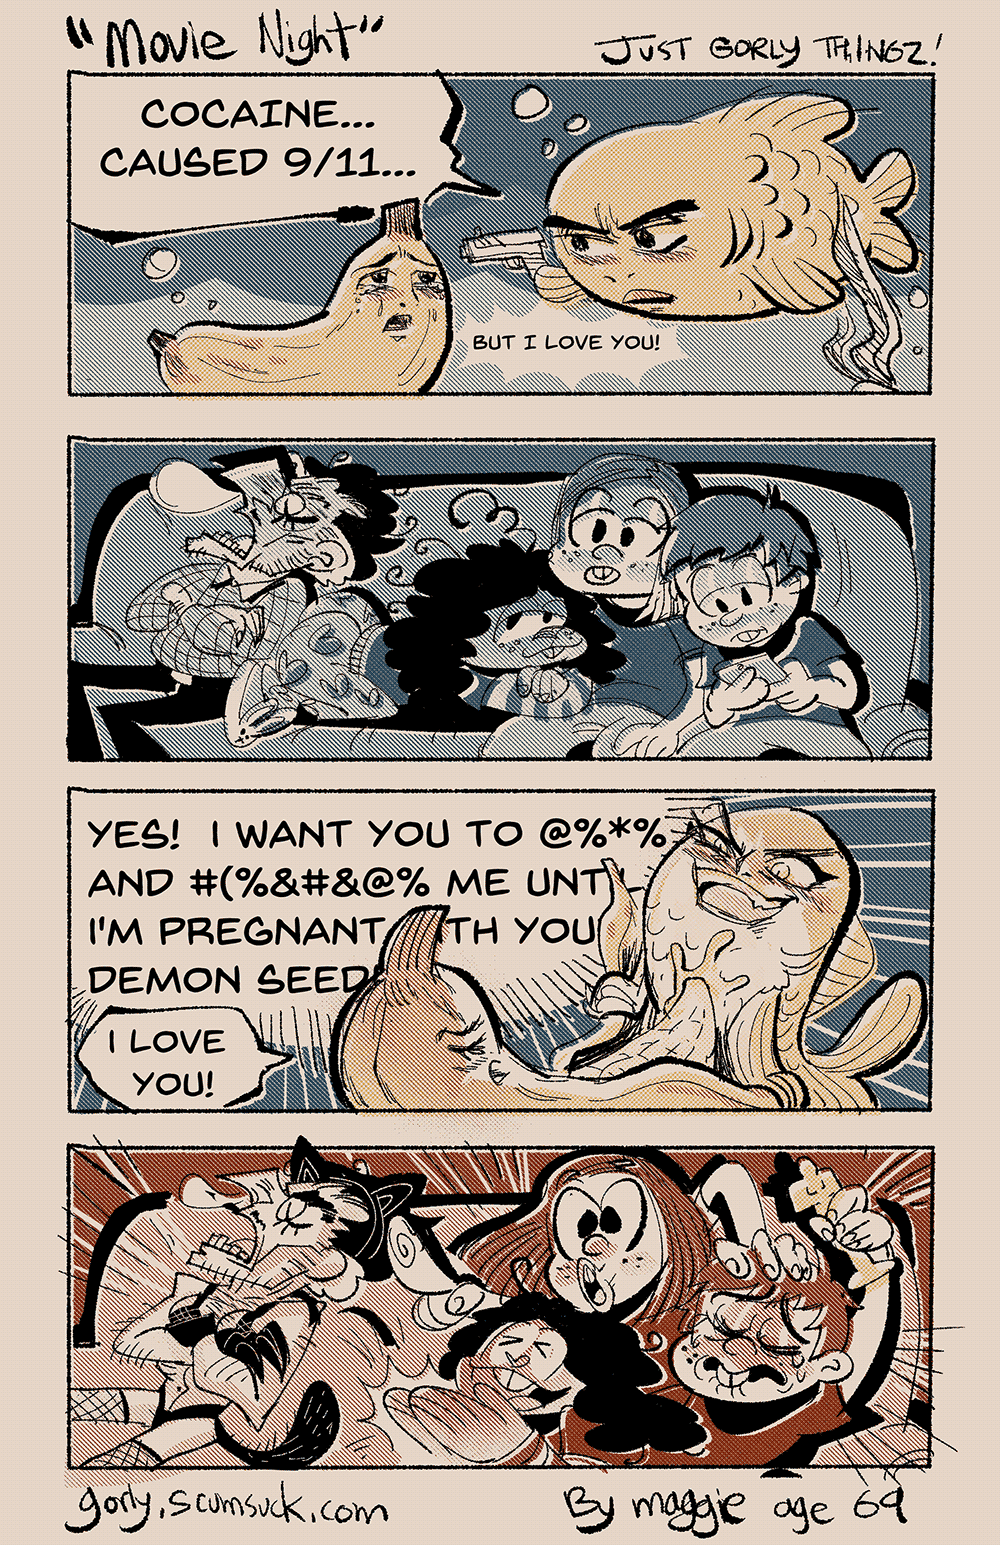 "Movie Night"
JUST GORLY THINGZ!
COCAINE...
CAUSED 9/11...
BUT I LOVE YOU!
YES! I WANT YOU TO @%*%
AND #(%&#&@% ME UNT
I'M PREGNANT TH YOU
DEMON SEED
I LOVE
YOU!
gorly.scumsuck.com
By maggie age 69